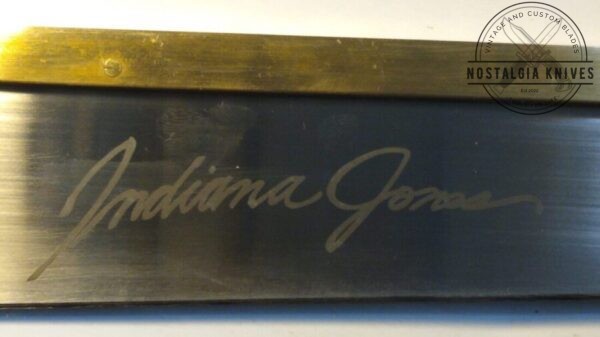 VINTAGE AND CUSTOM BLADES
NOSTALGIA KNIVES
Indiana Jones